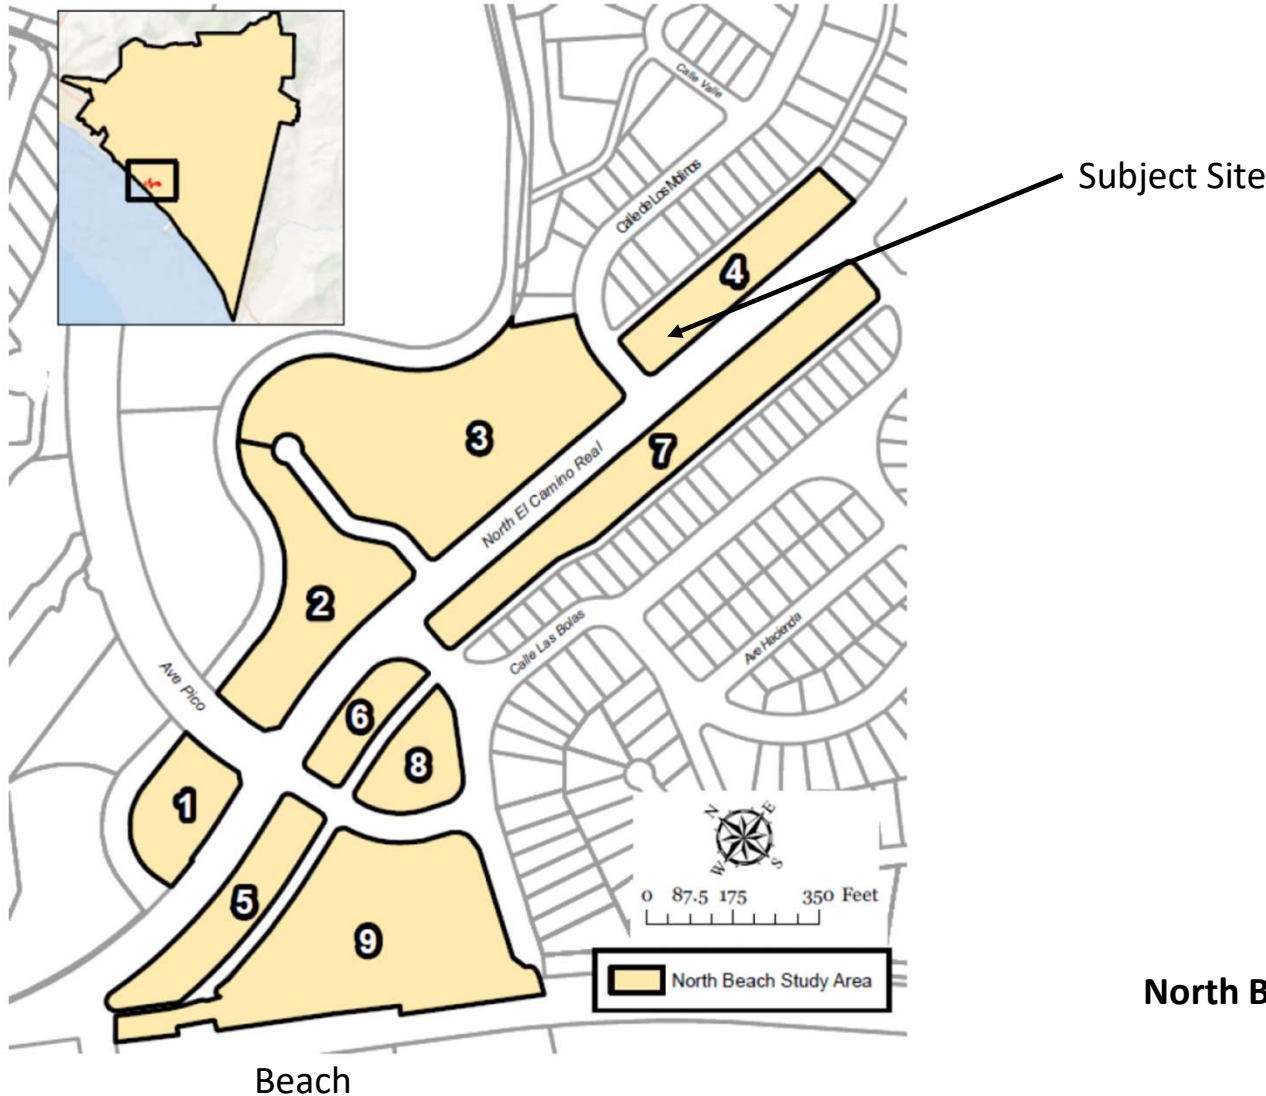 Calle Valle
Calle de Los Molinos
Subject Site
4
3
7
North El Camino Real
2
Calle Las Bolas
Ave Hacienda
Ave Pico
6
8
1
N
E
W
S
0 87.5 175 350 Feet
5
9
North Beach Study Area
North B
Beach